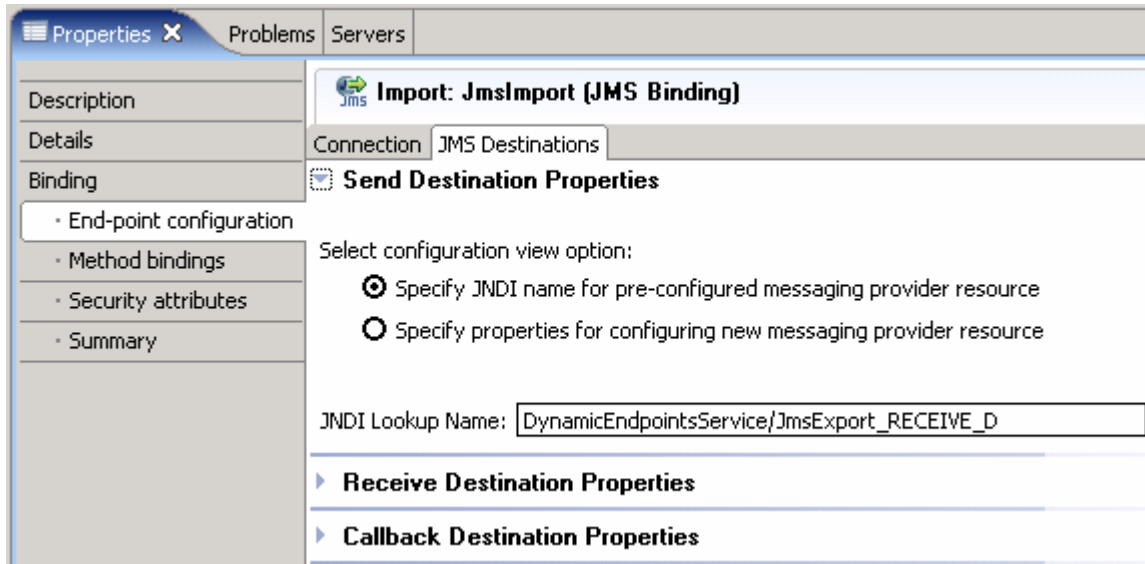 Properties Problems Servers
Description
Details
Binding
· End-point configuration
· Method bindings
· Security attributes
· Summary
Jms Import: JmsImport (JMS Binding)
Connection JMS Destinations
Send Destination Properties
Select configuration view option:
Specify JNDI name for pre-configured messaging provider resource
Specify properties for configuring new messaging provider resource
JNDI Lookup Name: DynamicEndpointsService/JmsExport_RECEIVE_D
Receive Destination Properties
Callback Destination Properties